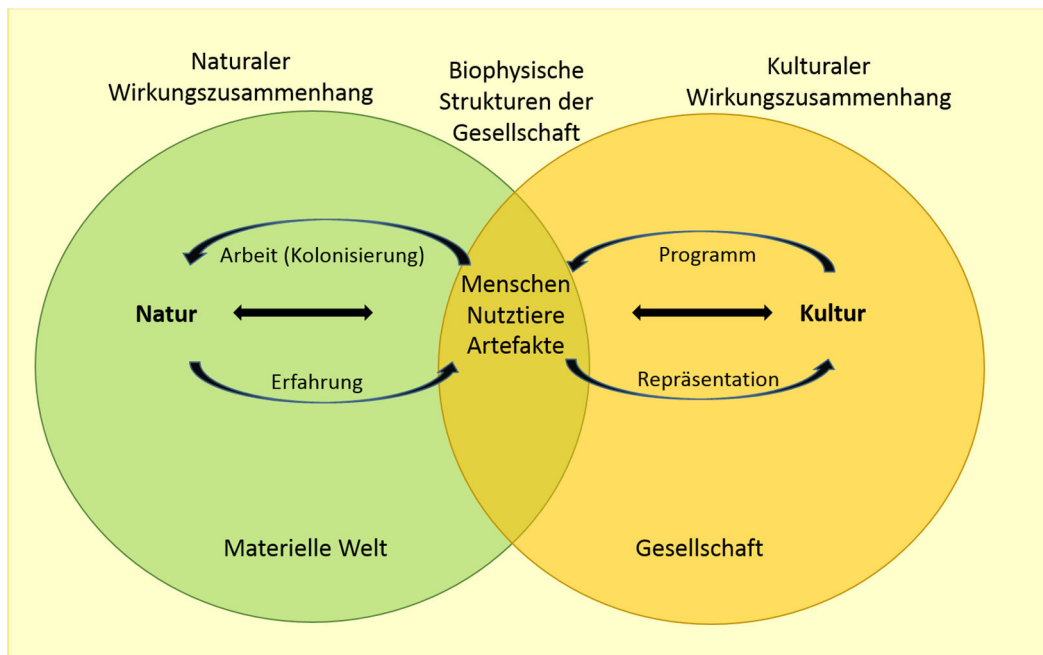 Naturaler
Wirkungszusammenhang
Biophysische
Strukturen der
Gesellschaft
Kulturaler
Wirkungszusammenhang
Arbeit (Kolonisierung)
Programm
Natur
Menschen
Nutztiere
Artefakte
Kultur
Erfahrung
Repräsentation
Materielle Welt
Gesellschaft